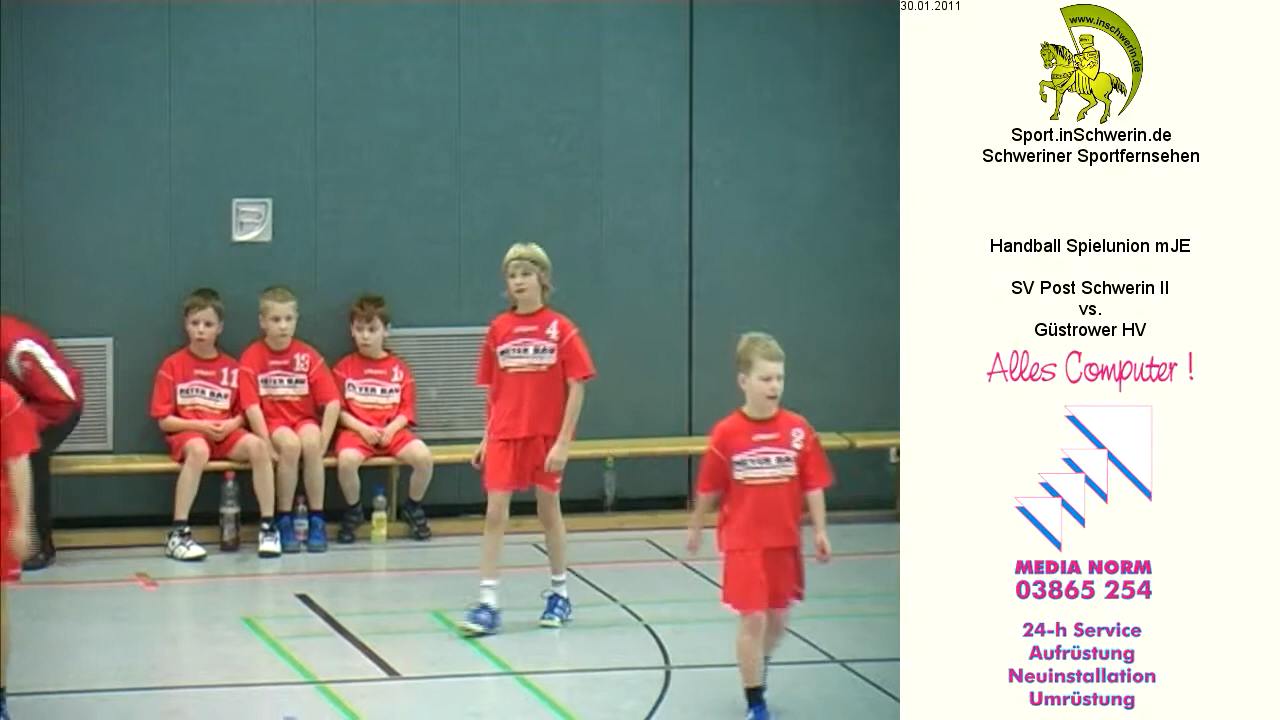 30.01.2011
www.inschwerin.de
Sport.inSchwerin.de
Schweriner Sportfernsehen
Handball Spielunion mJE
SV Post Schwerin II
vs.
Güstrower HV
Alles Computer !
MEDIA NORM
03865 254
24-h Service
Aufrüstung
Neuinstallation
Umrüstung
11
13
4